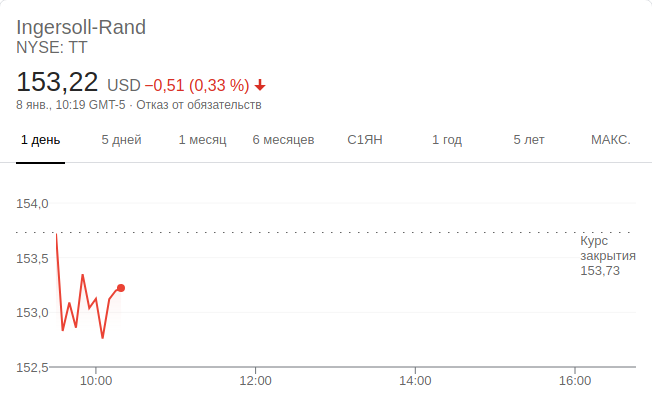 Ingersoll-Rand
NYSE: TT
153,22 USD −0,51 (0,33 %)
8 янв., 10:19 GMT-5 · Отказ от обязательств
1 день 5 дней 1 месяц 6 месяцев С1ЯН 1 год 5 лет МАКС.
154,0
Курс
153,5 закрытия
153,73
153,0
152,5
10:00 12:00 14:00 16:00